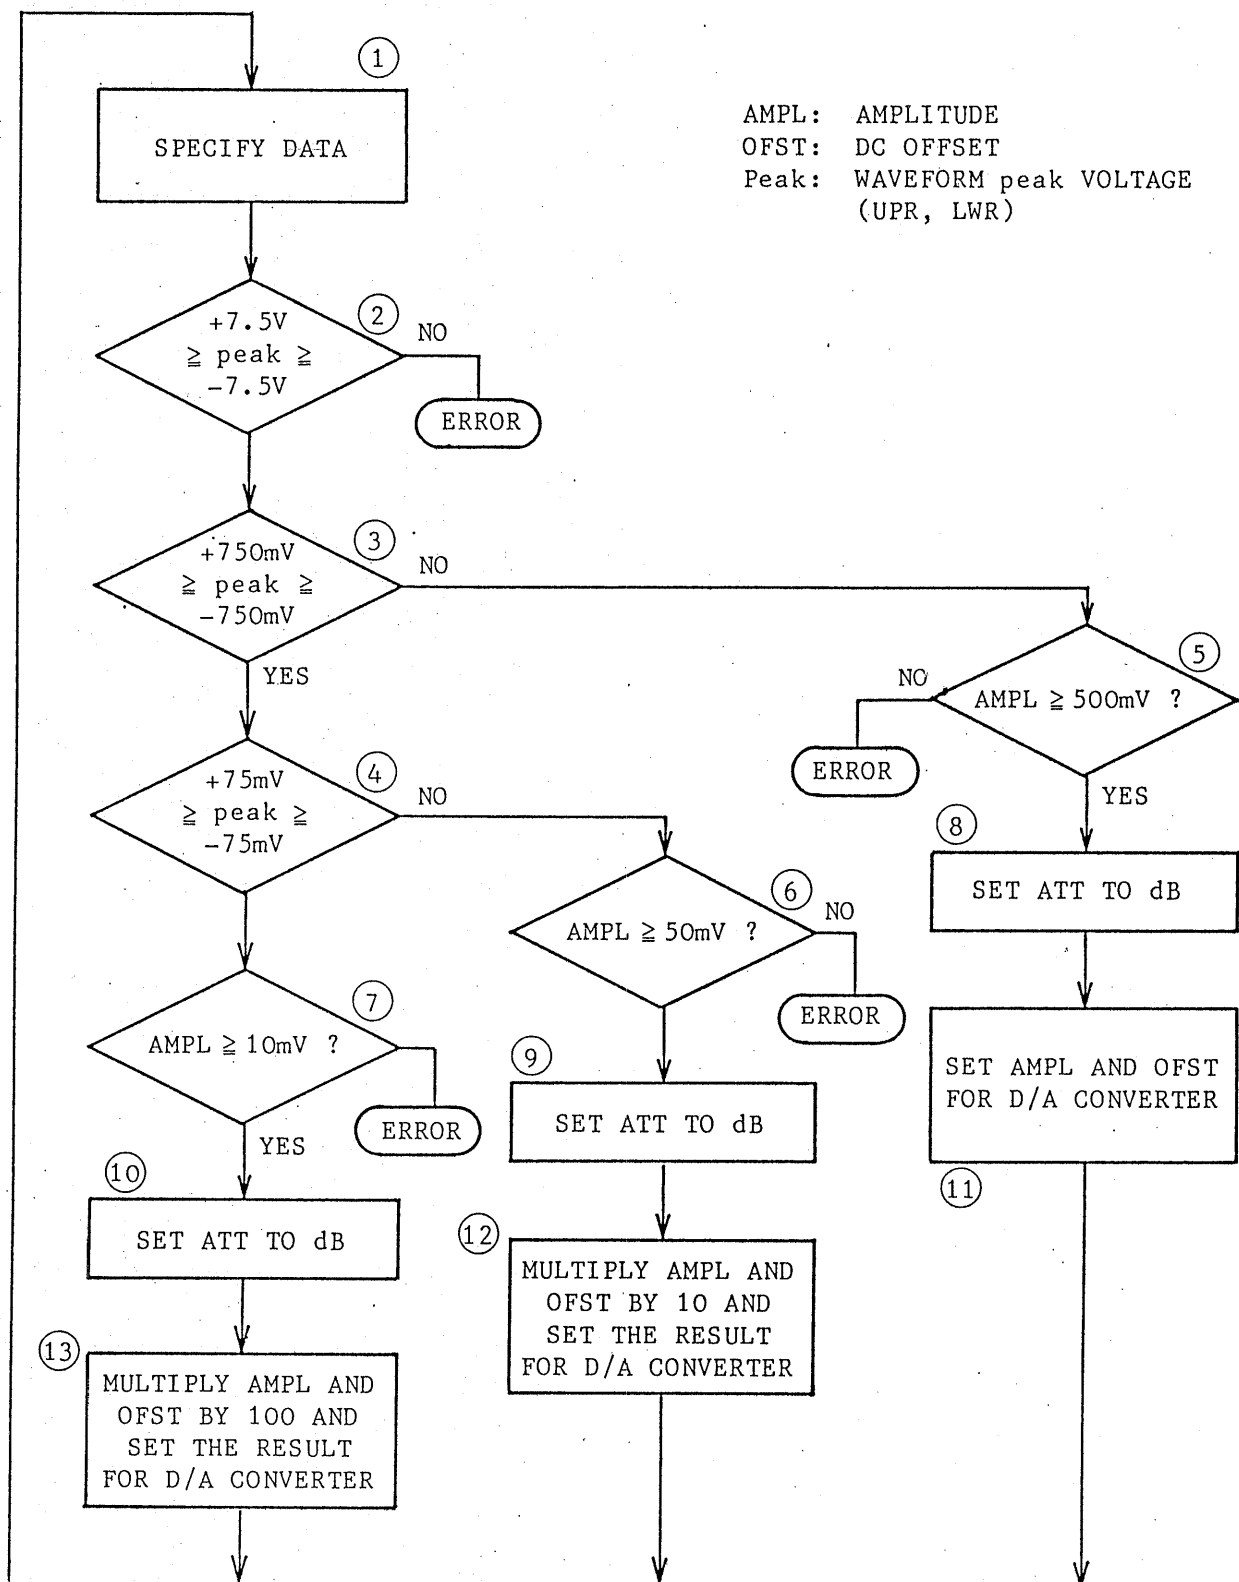 ①
SPECIFY DATA
AMPL: AMPLITUDE
OFST: DC OFFSET
Peak: WAVEFORM peak VOLTAGE
(UPR, LWR)
②
+7.5V
≧ peak ≧
-7.5V
NO
ERROR
③
+750mV
≧ peak ≧
-750mV
NO
YES
⑤
AMPL ≧ 500mV ?
NO
ERROR
YES
④
+75mV
≧ peak ≧
-75mV
NO
⑥
AMPL ≧ 50mV ?
NO
ERROR
⑧
SET ATT TO dB
⑦
AMPL ≧ 10mV ?
ERROR
YES
⑨
SET ATT TO dB
SET AMPL AND OFST
FOR D/A CONVERTER
⑪
⑩
SET ATT TO dB
⑫
MULTIPLY AMPL AND
OFST BY 10 AND
SET THE RESULT
FOR D/A CONVERTER
⑬
MULTIPLY AMPL AND
OFST BY 100 AND
SET THE RESULT
FOR D/A CONVERTER